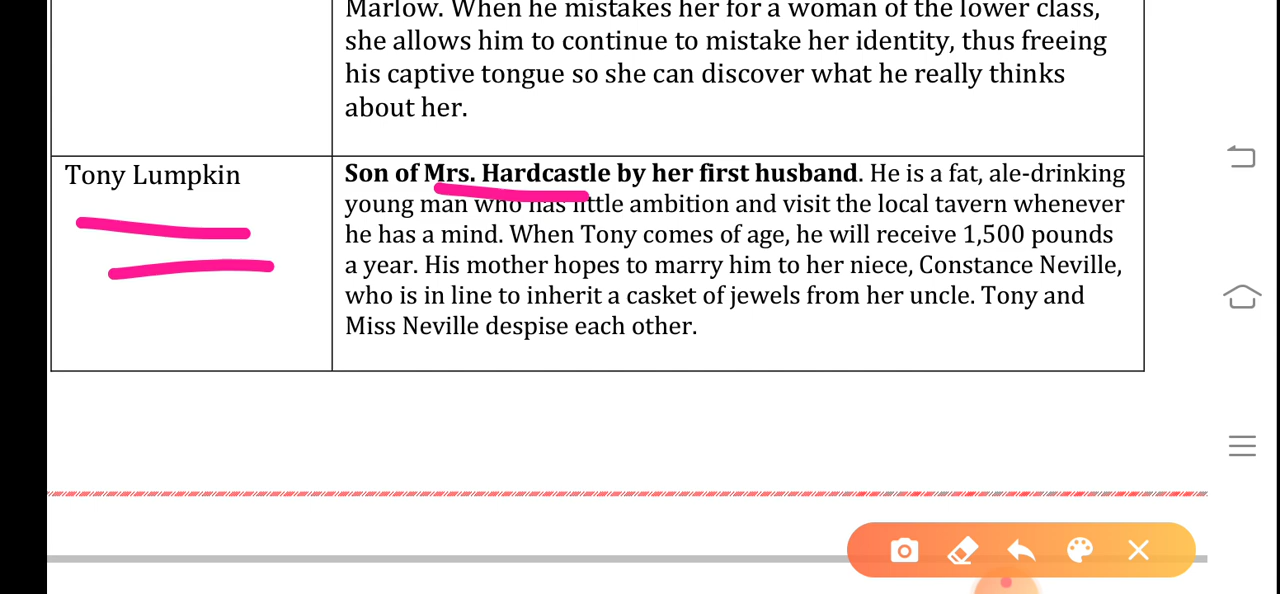 Marlow. When he mistakes her for a woman of the lower class,
she allows him to continue to mistake her identity, thus freeing
his captive tongue so she can discover what he really thinks
about her.
Tony Lumpkin
Son of Mrs. Hardcastle by her first husband. He is a fat, ale-drinking
young man who has little ambition and visit the local tavern whenever
he has a mind. When Tony comes of age, he will receive 1,500 pounds
a year. His mother hopes to marry him to her niece, Constance Neville,
who is in line to inherit a casket of jewels from her uncle. Tony and
Miss Neville despise each other.